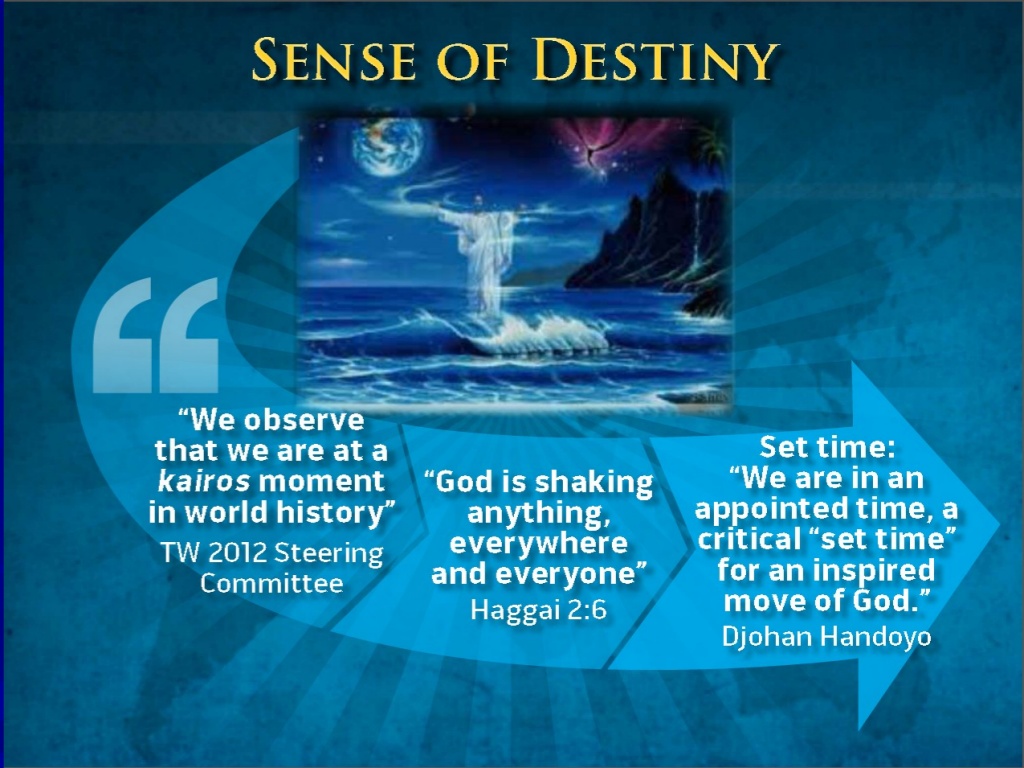 SENSE OF DESTINY
“We observe
that we are at a
kairos moment
in world history”
TW 2012 Steering
Committee
“God is shaking
anything,
everywhere
and everyone”
Haggai 2:6
Set time:
“We are in an
appointed time, a
critical “set time”
for an inspired
move of God.”
Djohan Handoyo